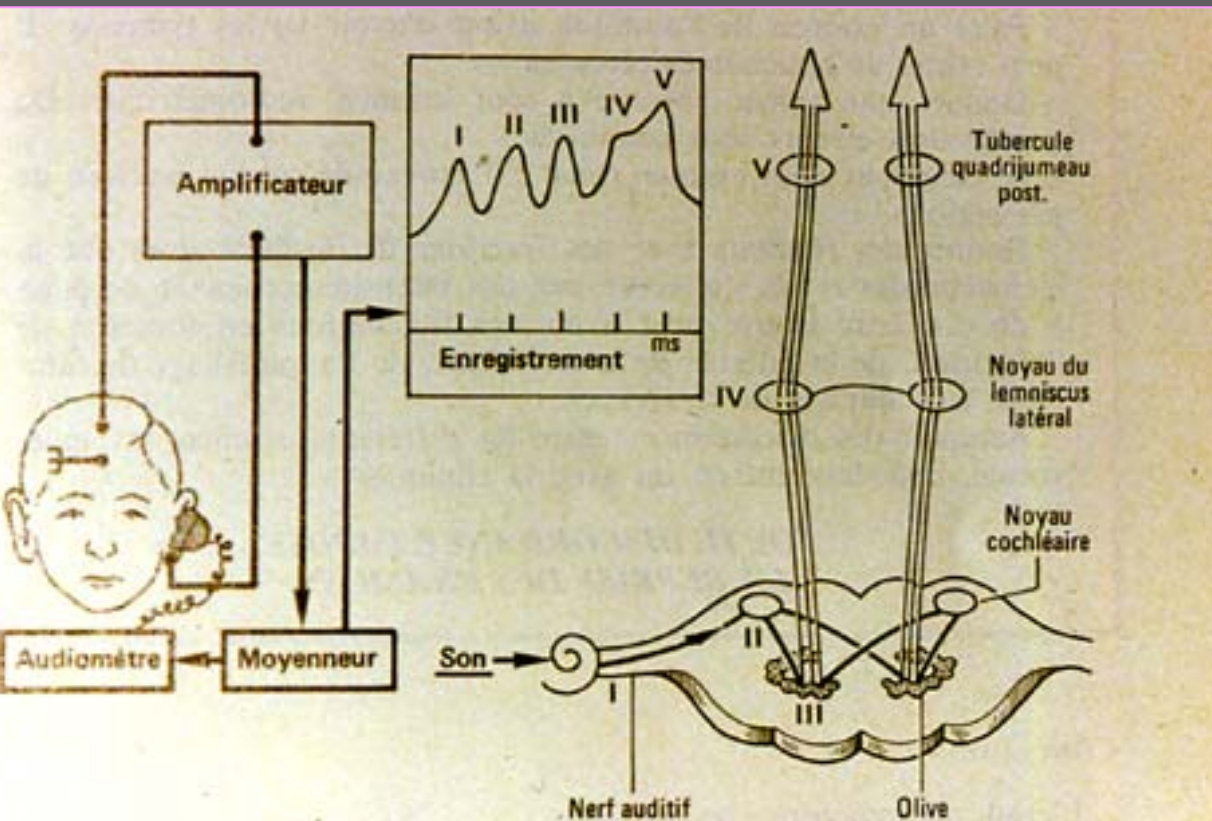 Amplificateur
Audiomètre
Moyenneur
I
II
III
IV
V
ms
Enregistrement
Son
V
Tubercule
quadrijumeau
post.
IV
Noyau du
lemniscus
latéral
Noyau
cochléaire
II
I
III
Nerf auditif
Olive